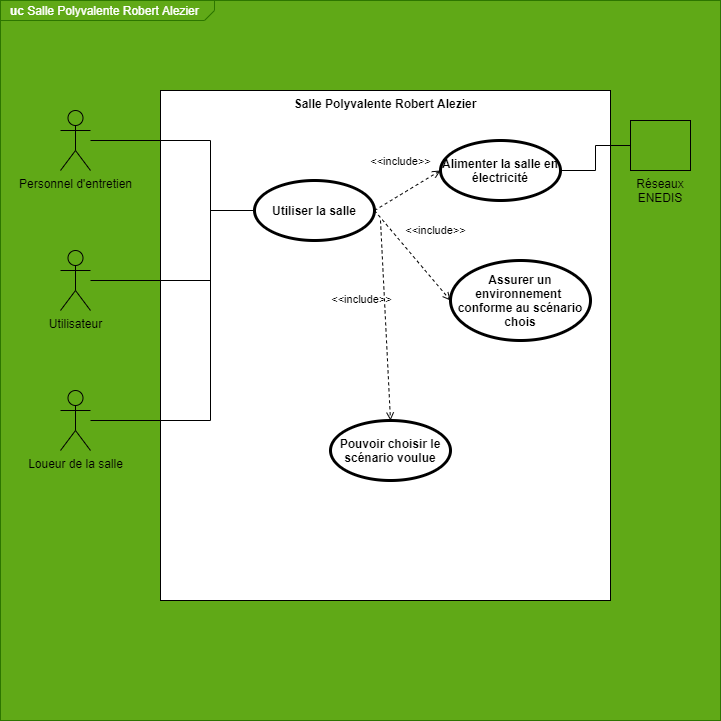 uc Salle Polyvalente Robert Alezier
Salle Polyvalente Robert Alezier
Personnel d'entretien
Utilisateur
Loueur de la salle
Utiliser la salle
<<include>>
Alimenter la salle en
électricité
Réseaux
ENEDIS
<<include>>
Assurer un
environnement
conforme au scénario
chois
<<include>>
Pouvoir choisir le
scénario voulue